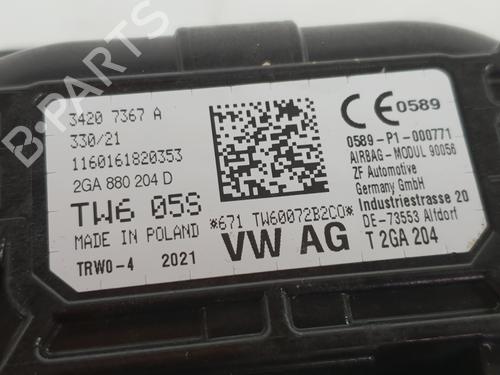 B-PARTS
3420 7367 A
330/21
1160161820353
2GA 880 204 D
TW6 05S
MADE IN POLAND
TRW0-4 2021
*671 TW60072B2CO*
VW AG
CE 0589
0589-P1-000771
AIRBAG-MODUL 90056
ZF Automotive
Germany GmbH
Industriestrasse 20
DE-73553 Alfdorf
T 2GA 204